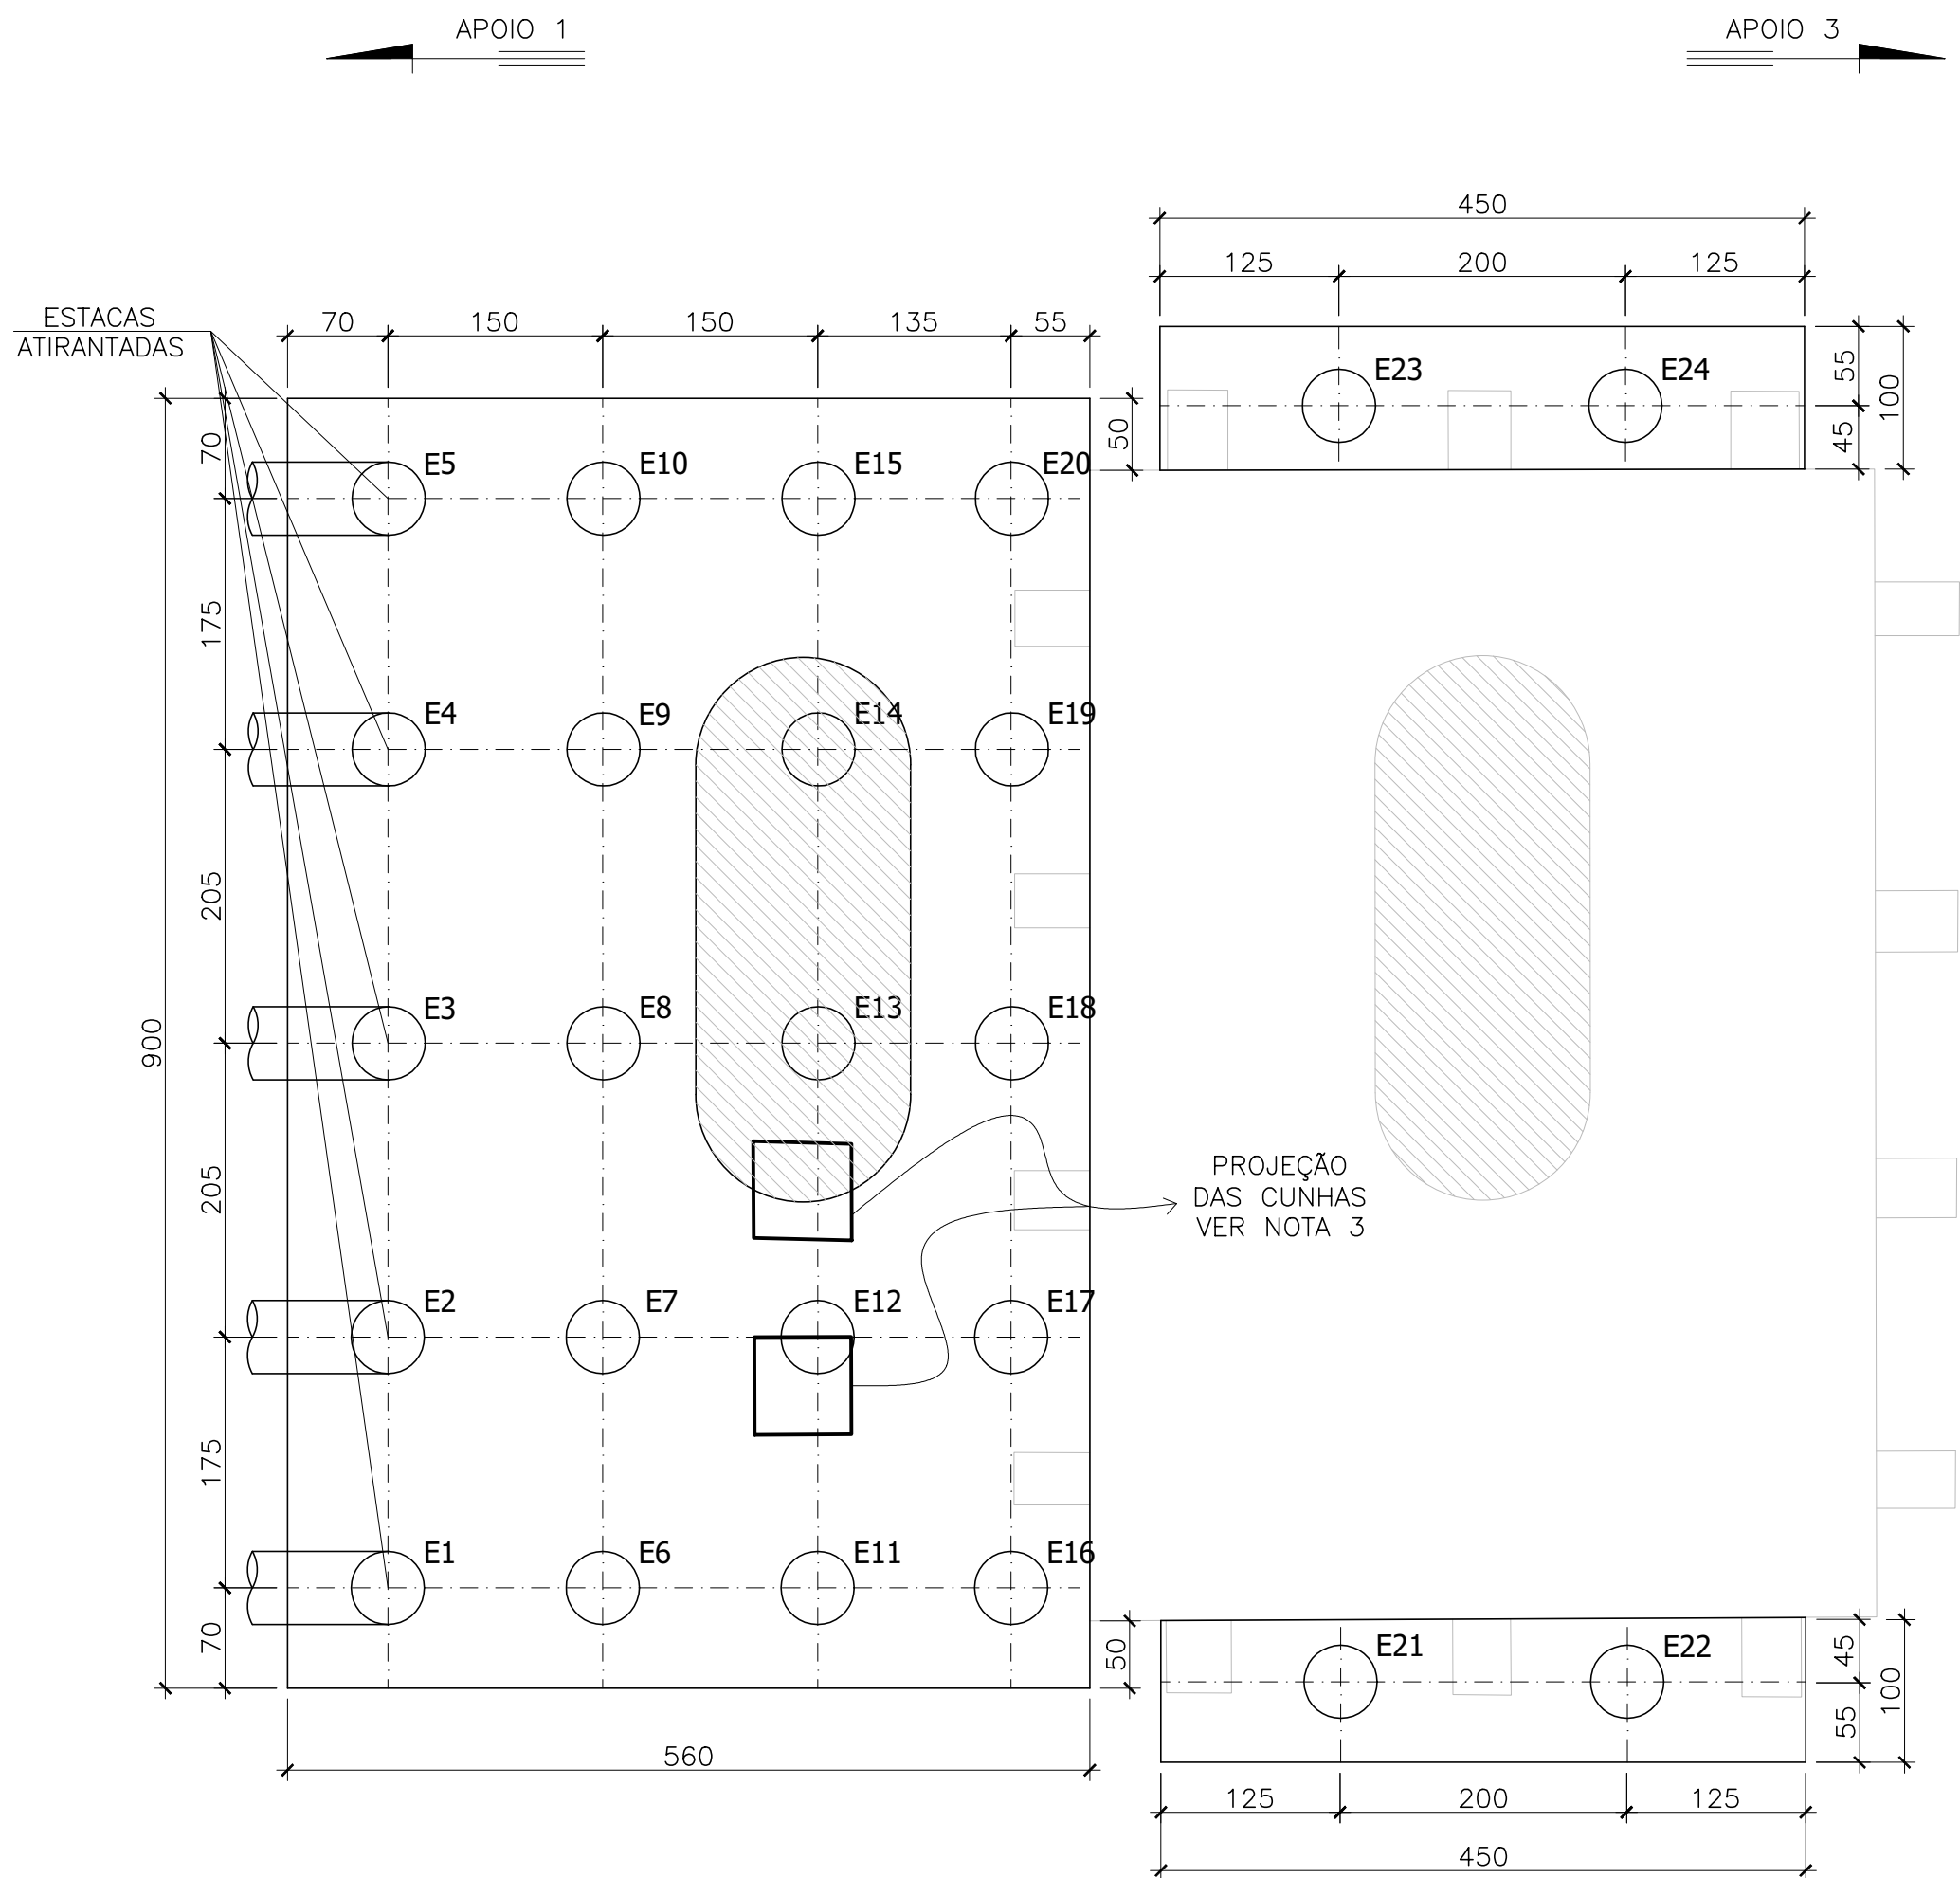 APOIO 1
APOIO 3
450
125 200 125
ESTACAS
ATIRANTADAS
70 150 150 135 55
E23 E24
55
45
100
50
70
175
205
205
175
70
900
E5 E10 E15 E20
E4 E9 E14 E19
E3 E8 E13 E18
PROJEÇÃO
DAS CUNHAS
VER NOTA 3
E2 E7 E12 E17
E1 E6 E11 E16
50
E21 E22
45
55
100
560
125 200 125
450